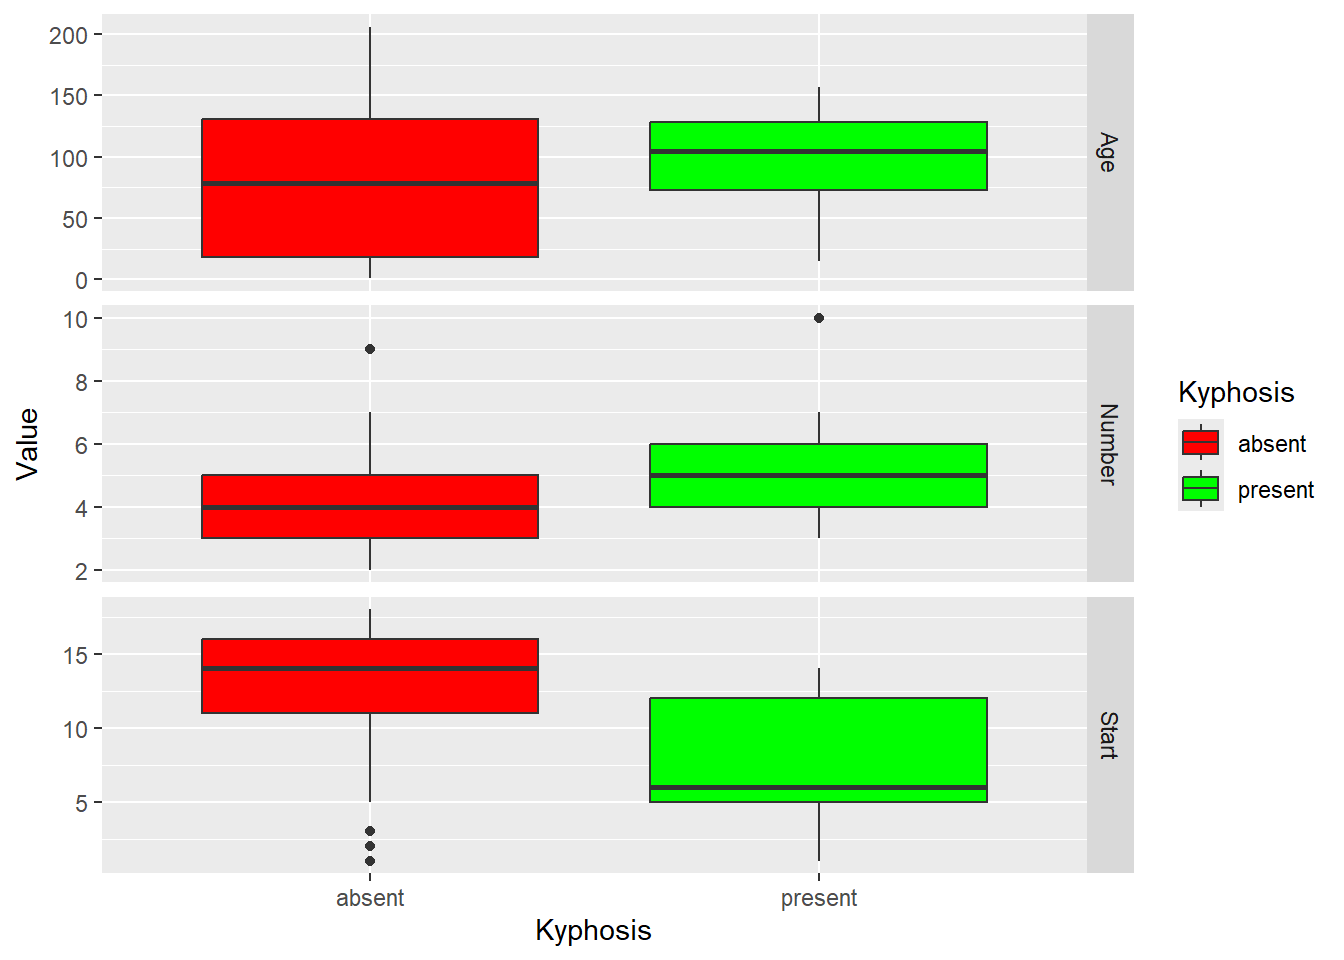 200
150
100
50
0
Age
10
8
6
4
2
Number
15
10
5
Start
Value
absent
present
Kyphosis
Kyphosis
absent
present